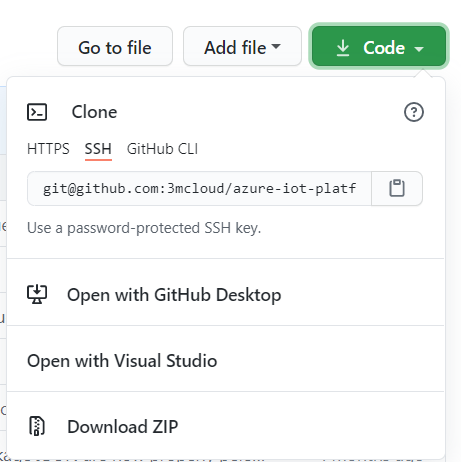 Go to file
Add file
Code
Clone
HTTPS SSH GitHub CLI
git@github.com:3mcloud/azure-iot-platf
Use a password-protected SSH key.
Open with GitHub Desktop
Open with Visual Studio
Download ZIP